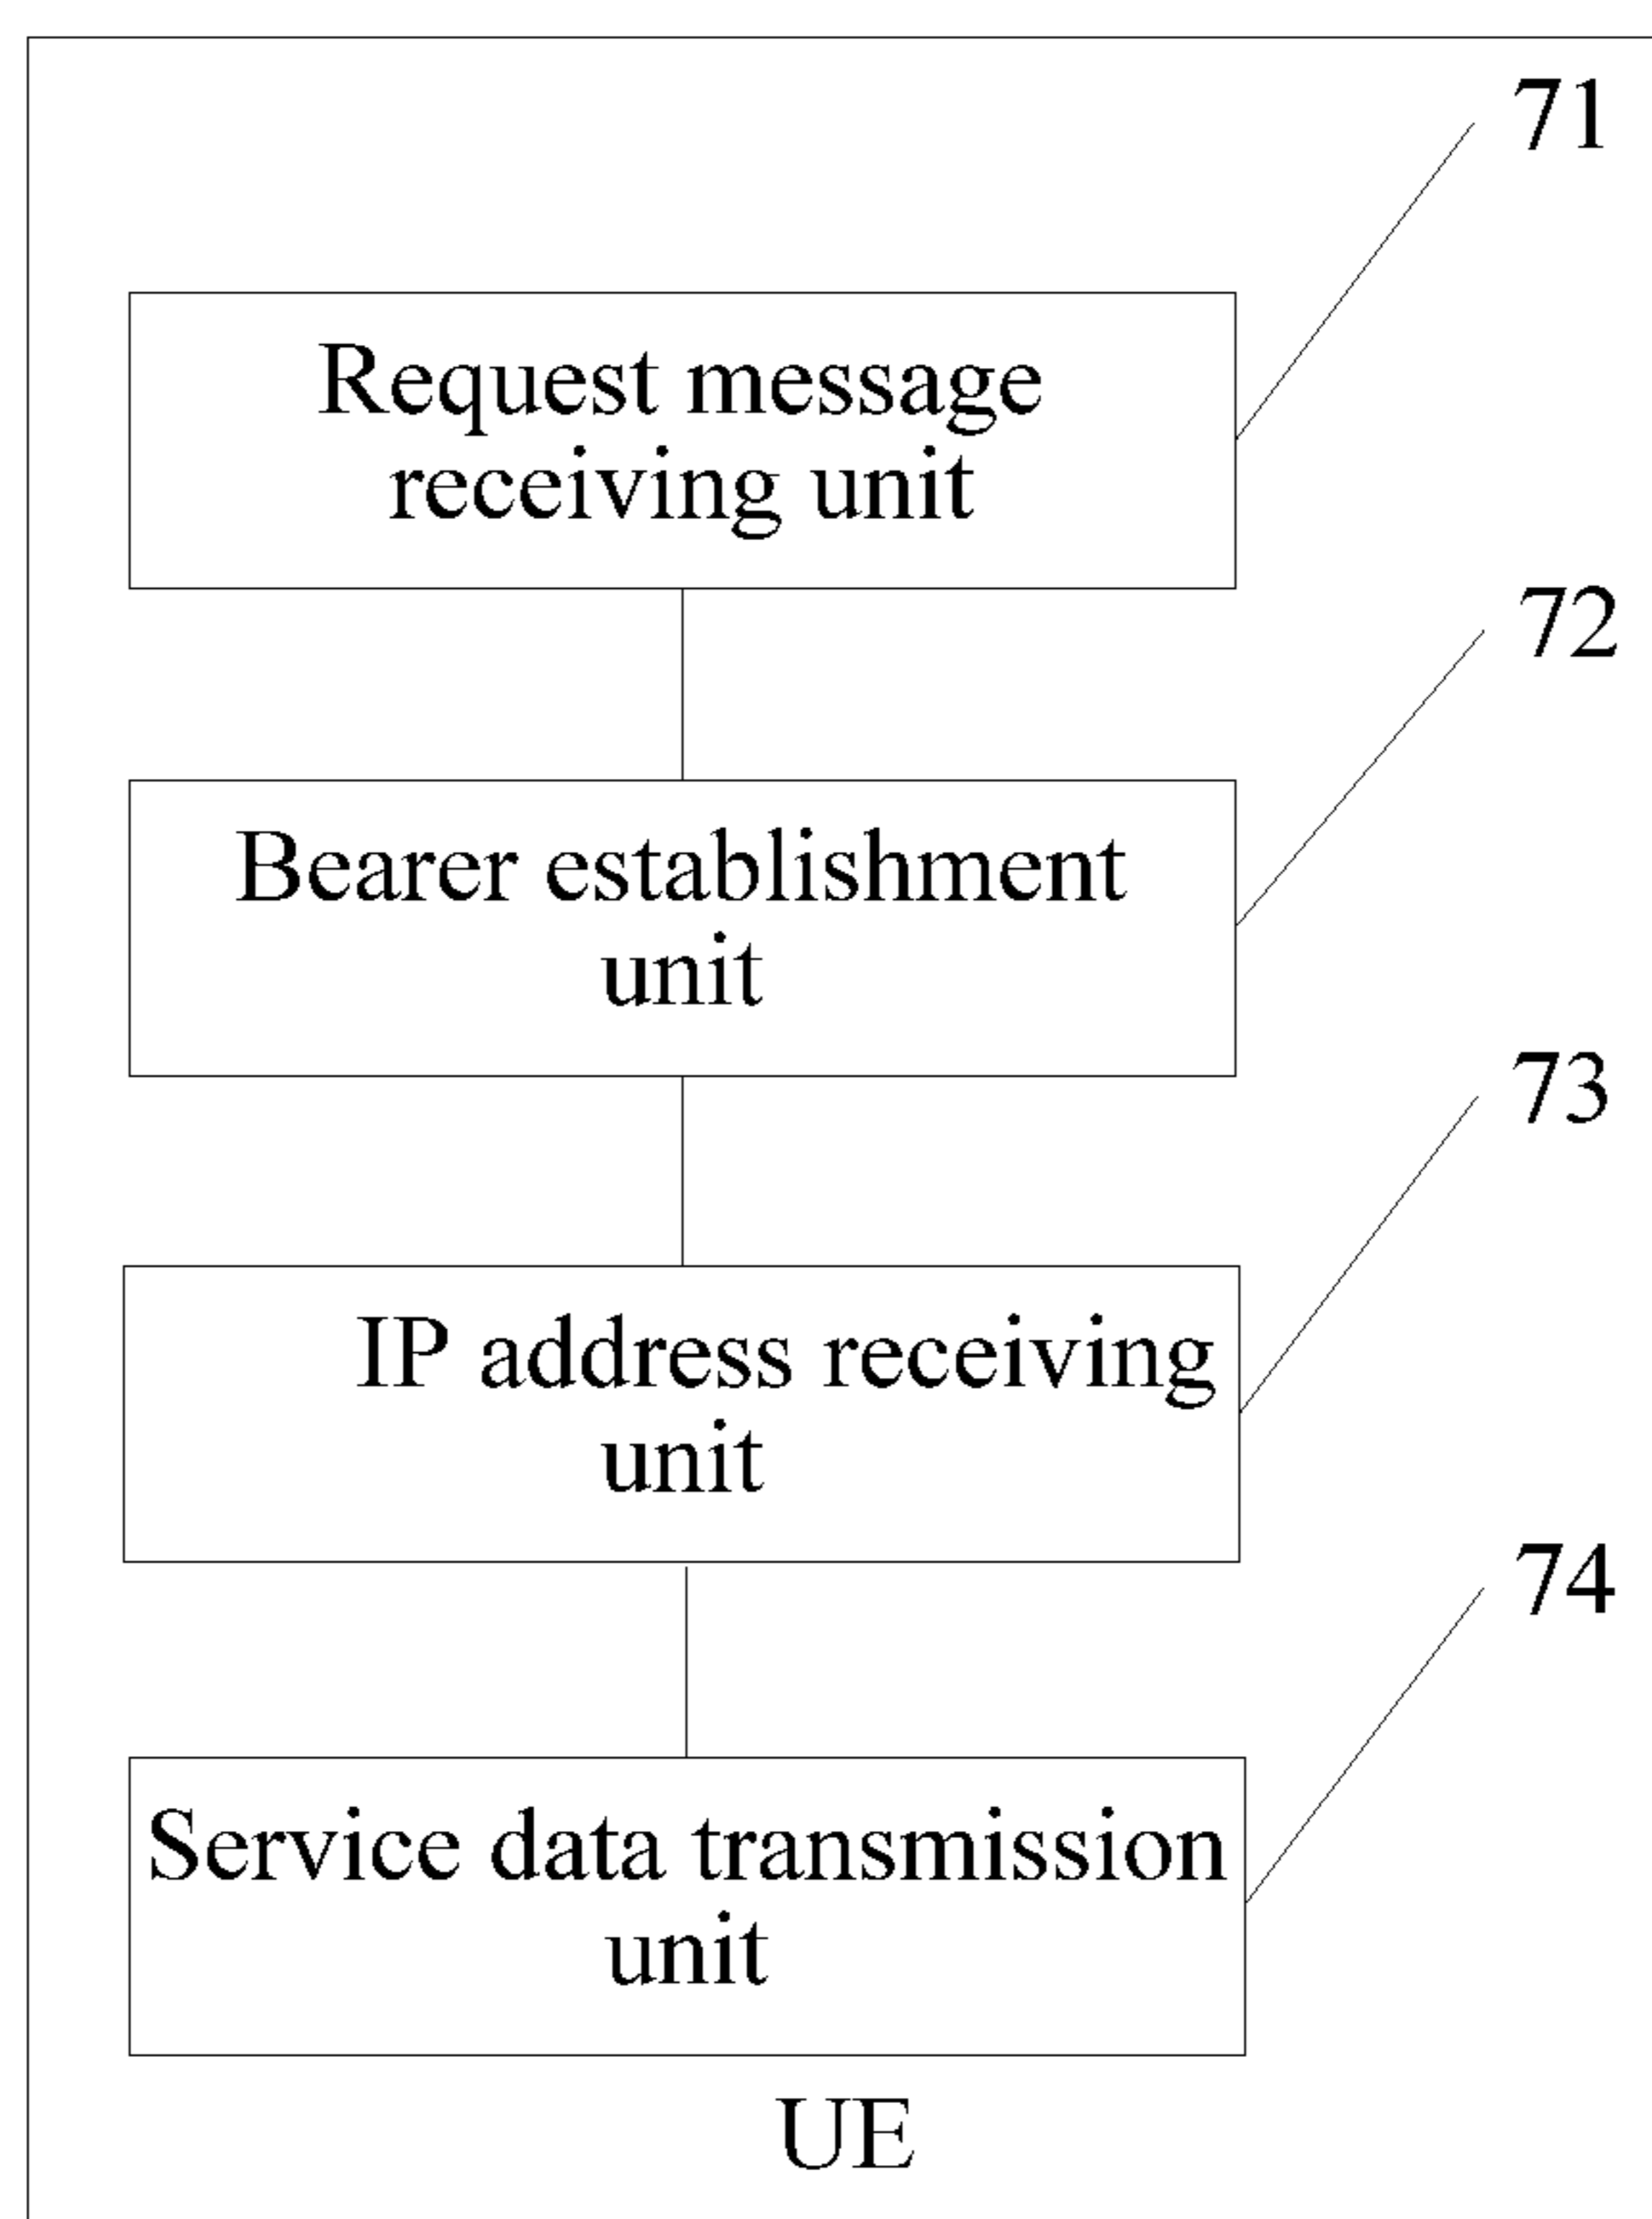 71
Request message
receiving unit
72
Bearer establishment
unit
73
IP address receiving
unit
74
Service data transmission
unit
UE